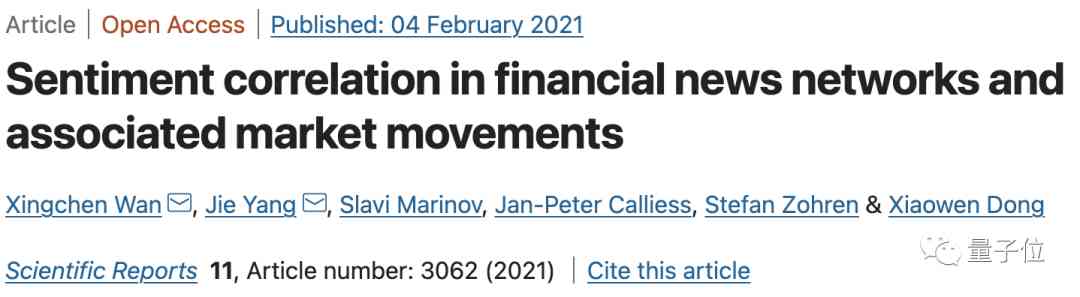 Article | Open Access | Published: 04 February 2021
Sentiment correlation in financial news networks and
associated market movements
Xingchen Wan, Jie Yang, Slavi Marinov, Jan-Peter Calliess, Stefan Zohren & Xiaowen Dong
量子位
Scientific Reports 11, Article number: 3062 (2021) | Cite this article